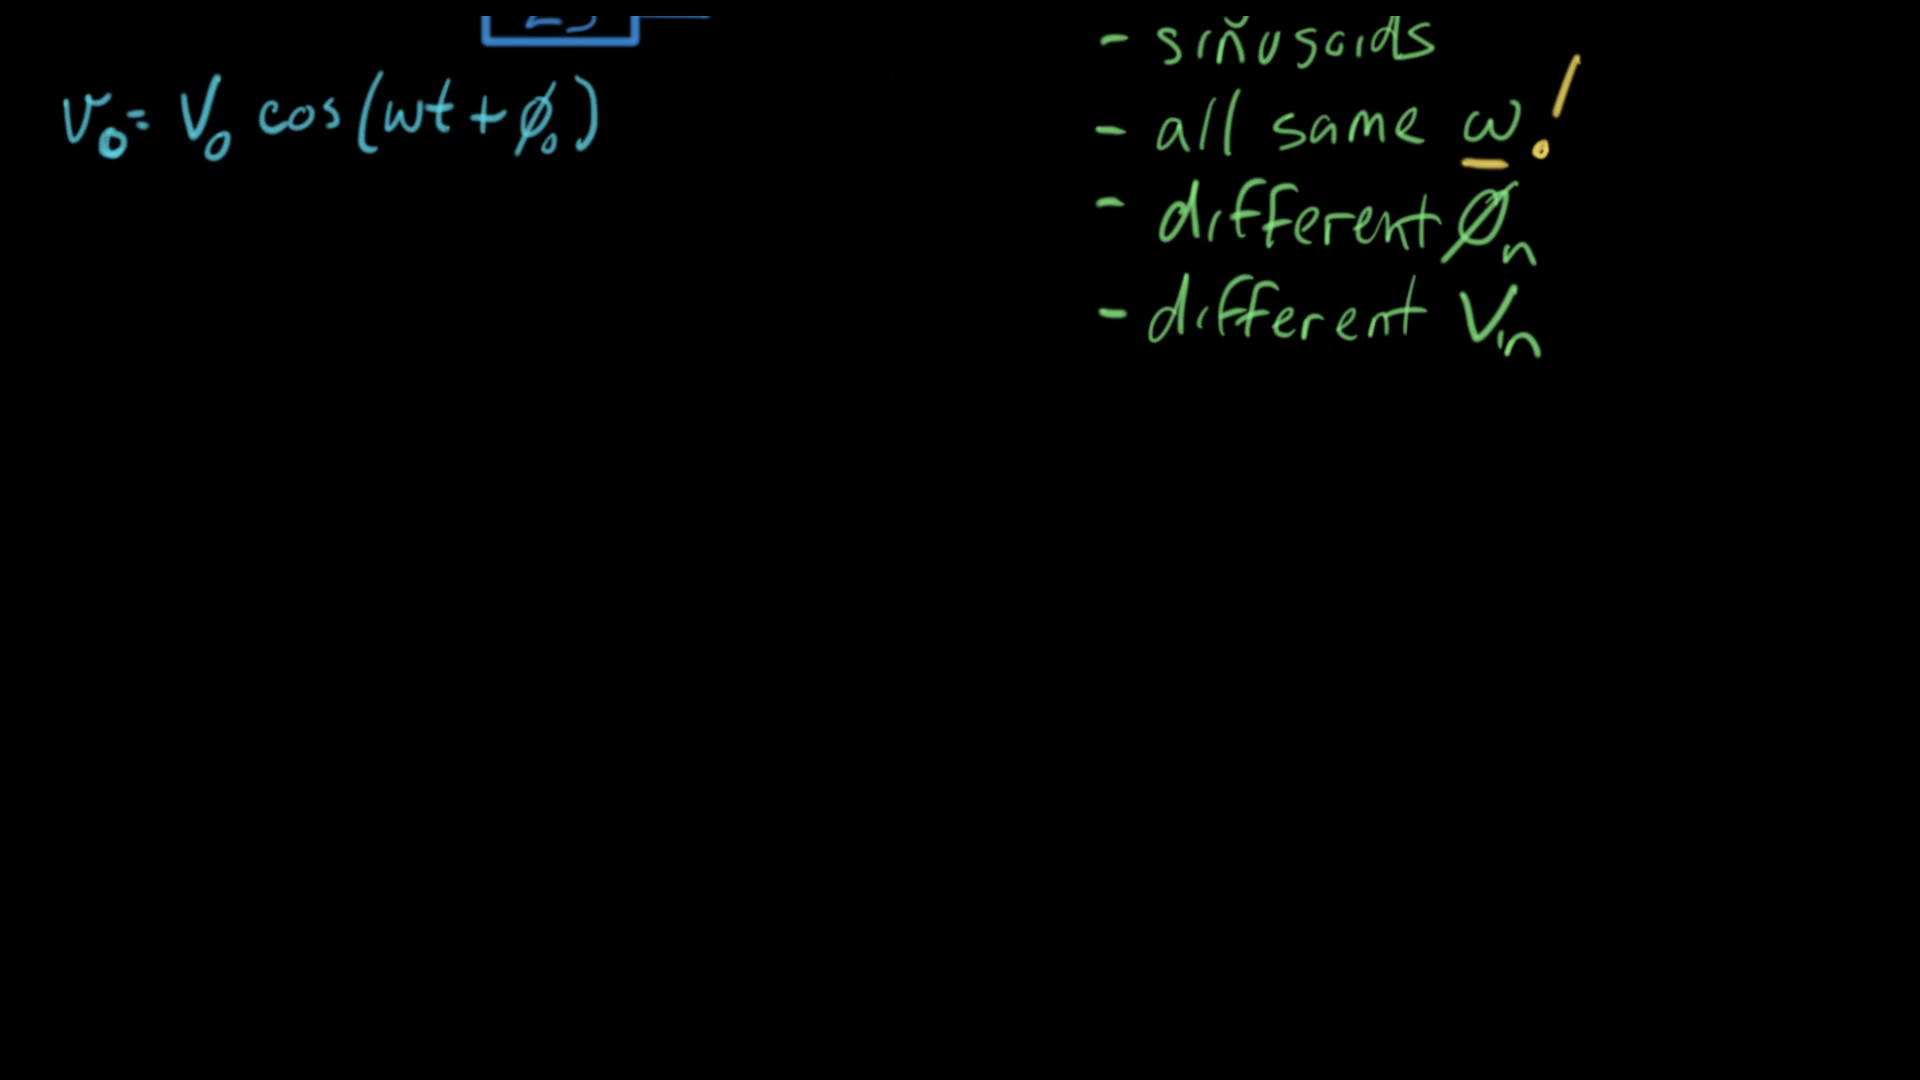 v₀ = V₀ cos(ωt + ϕ₀)
- sinusoids
- all same ω!
- different ϕₙ
- different Vₙ